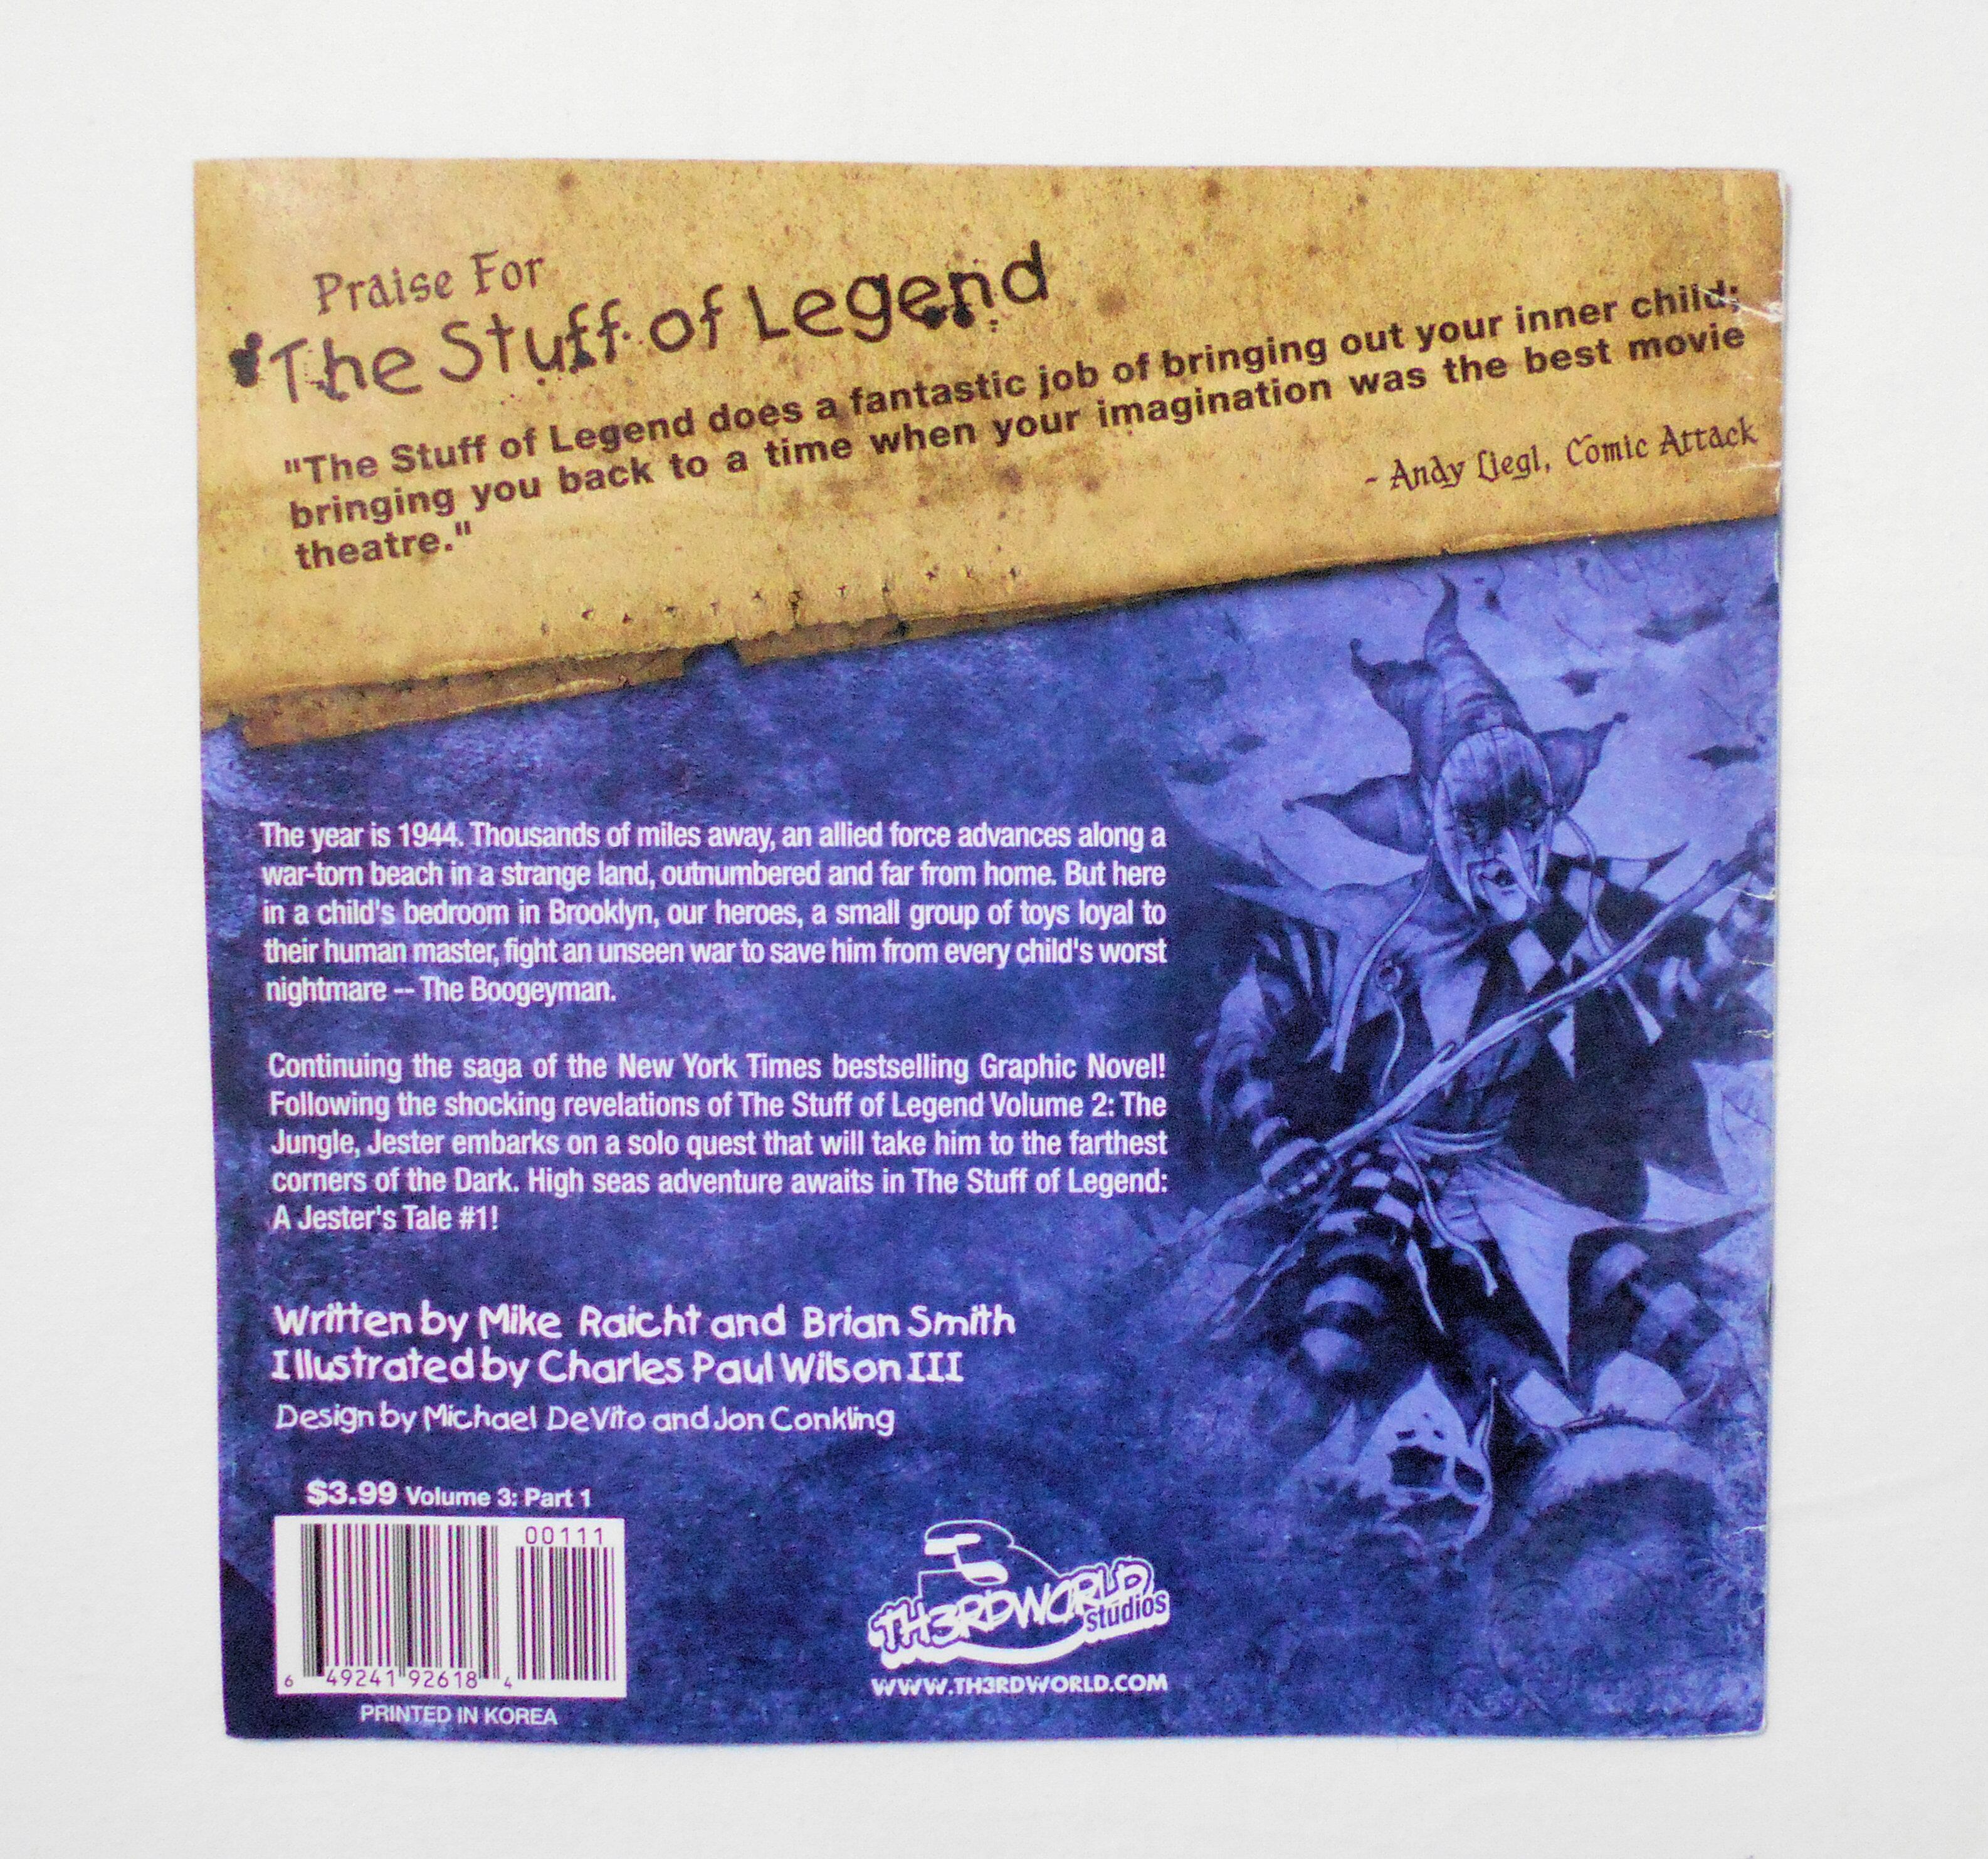 Praise For
The Stuff of Legend
"The Stuff of Legend does a fantastic job of bringing out your inner child;
bringing you back to a time when your imagination was the best movie
theatre."
- Andy Liegl, Comic Attack
The year is 1944. Thousands of miles away, an allied force advances along a
war-torn beach in a strange land, outnumbered and far from home. But here
in a child's bedroom in Brooklyn, our heroes, a small group of toys loyal to
their human master, fight an unseen war to save him from every child's worst
nightmare -- The Boogeyman.
Continuing the saga of the New York Times bestselling Graphic Novel!
Following the shocking revelations of The Stuff of Legend Volume 2: The
Jungle, Jester embarks on a solo quest that will take him to the farthest
corners of the Dark. High seas adventure awaits in The Stuff of Legend:
A Jester's Tale #1!
Written by Mike Raicht and Brian Smith
Illustrated by Charles Paul Wilson III
Design by Michael DeVito and Jon Conkling
$3.99 Volume 3: Part 1
00111
6 49241 92618 4
PRINTED IN KOREA
3
TH3RDWORLD
studios
WWW.TH3RDWORLD.COM